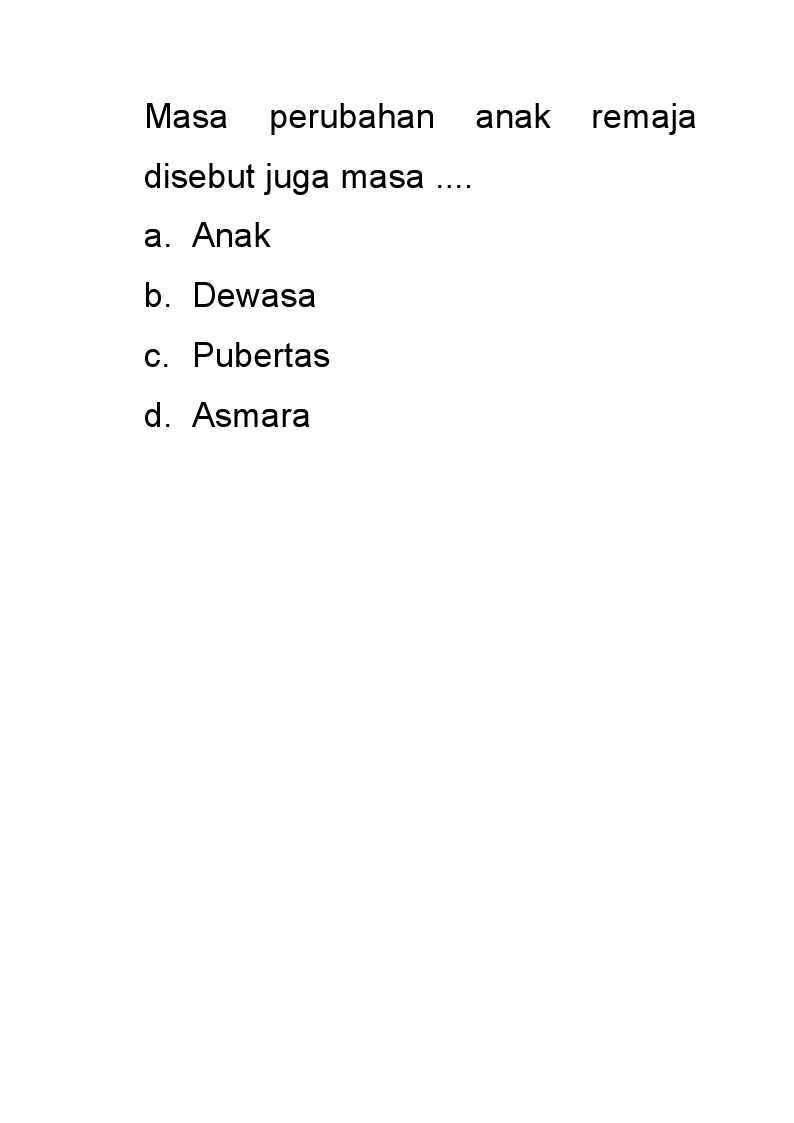 Masa perubahan anak remaja
disebut juga masa ....
a. Anak
b. Dewasa
c. Pubertas
d. Asmara